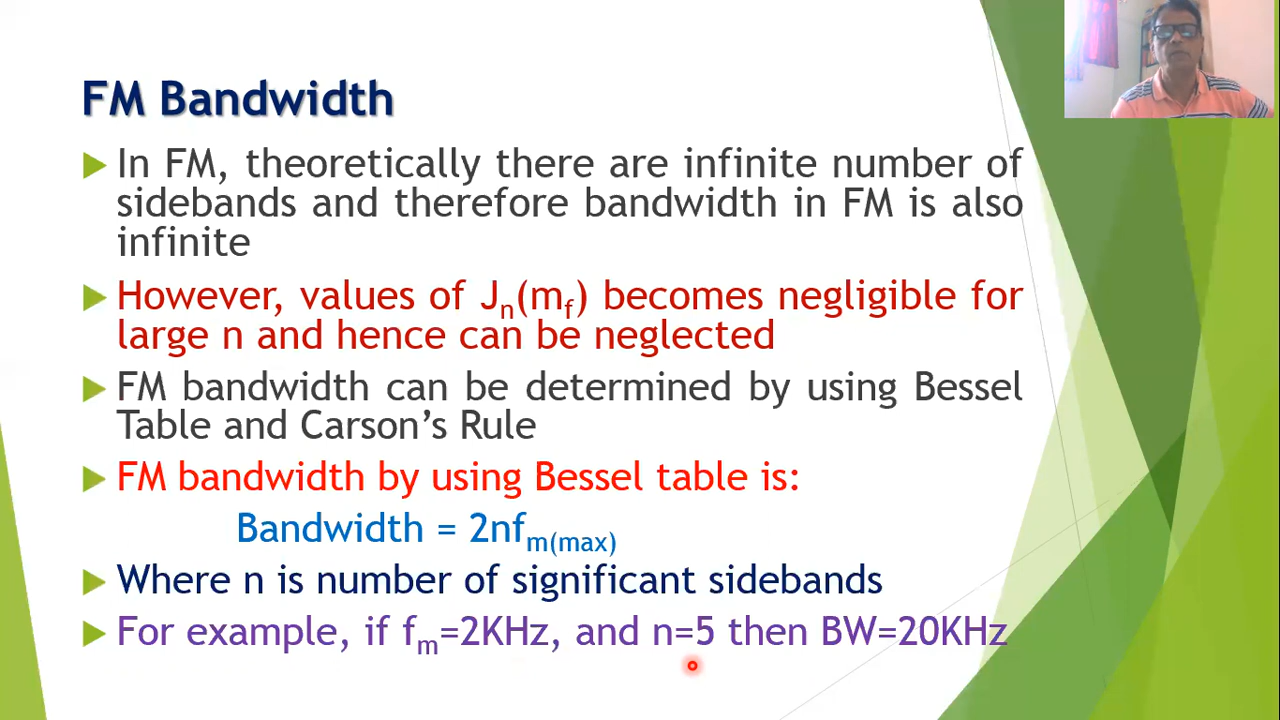 FM Bandwidth
In FM, theoretically there are infinite number of
sidebands and therefore bandwidth in FM is also
infinite
However, values of Jn(mf) becomes negligible for
large n and hence can be neglected
FM bandwidth can be determined by using Bessel
Table and Carson’s Rule
FM bandwidth by using Bessel table is:
Bandwidth = 2nfm(max)
Where n is number of significant sidebands
For example, if fm=2KHz, and n=5 then BW=20KHz